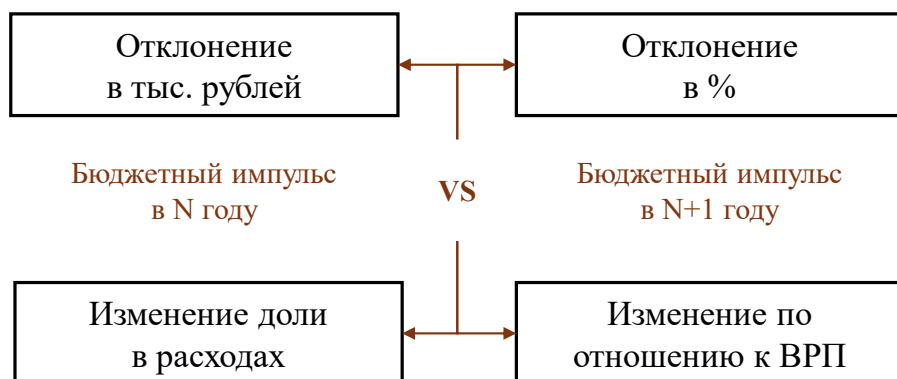 Отклонение
в тыс. рублей
Отклонение
в %
Бюджетный импульс
в N году
VS
Бюджетный импульс
в N+1 году
Изменение доли
в расходах
Изменение по
отношению к ВРП